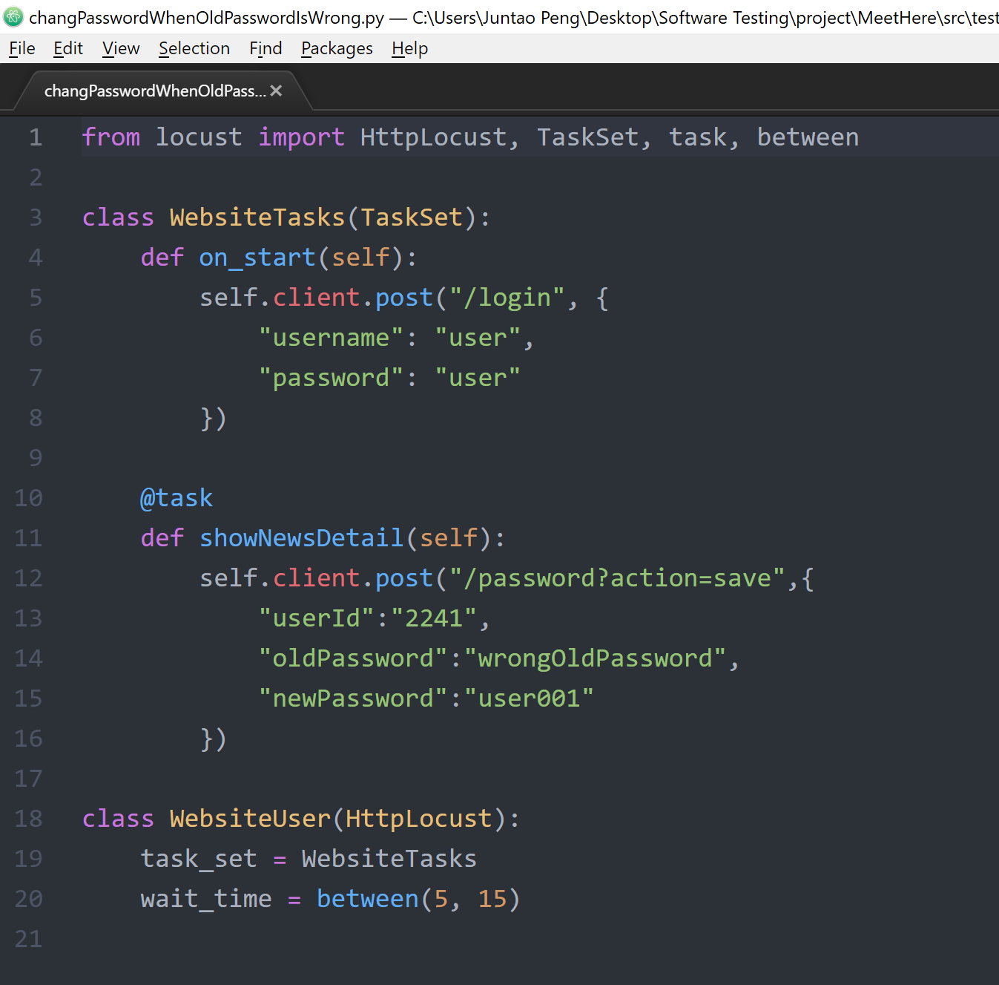 changPasswordWhenOldPasswordIsWrong.py — C:\Users\Juntao Peng\Desktop\Software Testing\project\MeetHere\src\test
File Edit View Selection Find Packages Help
changPasswordWhenOldPass... ×
1 from locust import HttpLocust, TaskSet, task, between
2
3 class WebsiteTasks(TaskSet):
4     def on_start(self):
5         self.client.post("/login", {
6             "username": "user",
7             "password": "user"
8         })
9
10     @task
11     def showNewsDetail(self):
12         self.client.post("/password?action=save",{
13             "userId":"2241",
14             "oldPassword":"wrongOldPassword",
15             "newPassword":"user001"
16         })
17
18 class WebsiteUser(HttpLocust):
19     task_set = WebsiteTasks
20     wait_time = between(5, 15)
21